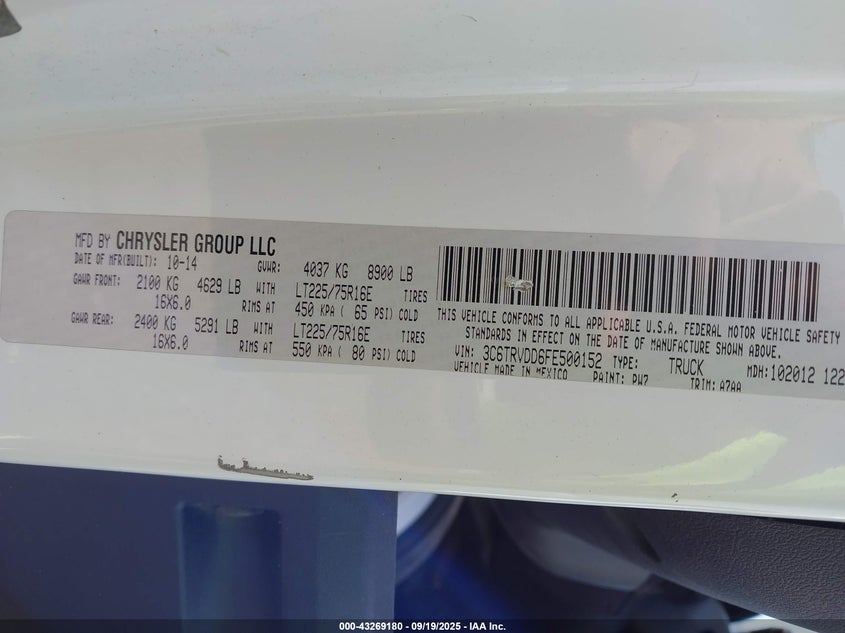 MFD BY CHRYSLER GROUP LLC
DATE OF MFR(BUILT): 10-14 GVWR: 4037 KG 8900 LB
GAWR FRONT: 2100 KG 4629 LB WITH LT225/75R16E TIRES
16X6.0 RIMS AT 450 KPA ( 65 PSI) COLD
GAWR REAR: 2400 KG 5291 LB WITH LT225/75R16E TIRES
16X6.0 RIMS AT 550 KPA ( 80 PSI) COLD
THIS VEHICLE CONFORMS TO ALL APPLICABLE U.S.A. FEDERAL MOTOR VEHICLE SAFETY
STANDARDS IN EFFECT ON THE DATE OF MANUFACTURE SHOWN ABOVE.
VIN: 3C6TRVDD6FE500152 TYPE: TRUCK MDH: 102012 122
VEHICLE MADE IN MEXICO PAINT: PW7 TRIM: A7AA
000-43269180 - 09/19/2025 - IAA Inc.